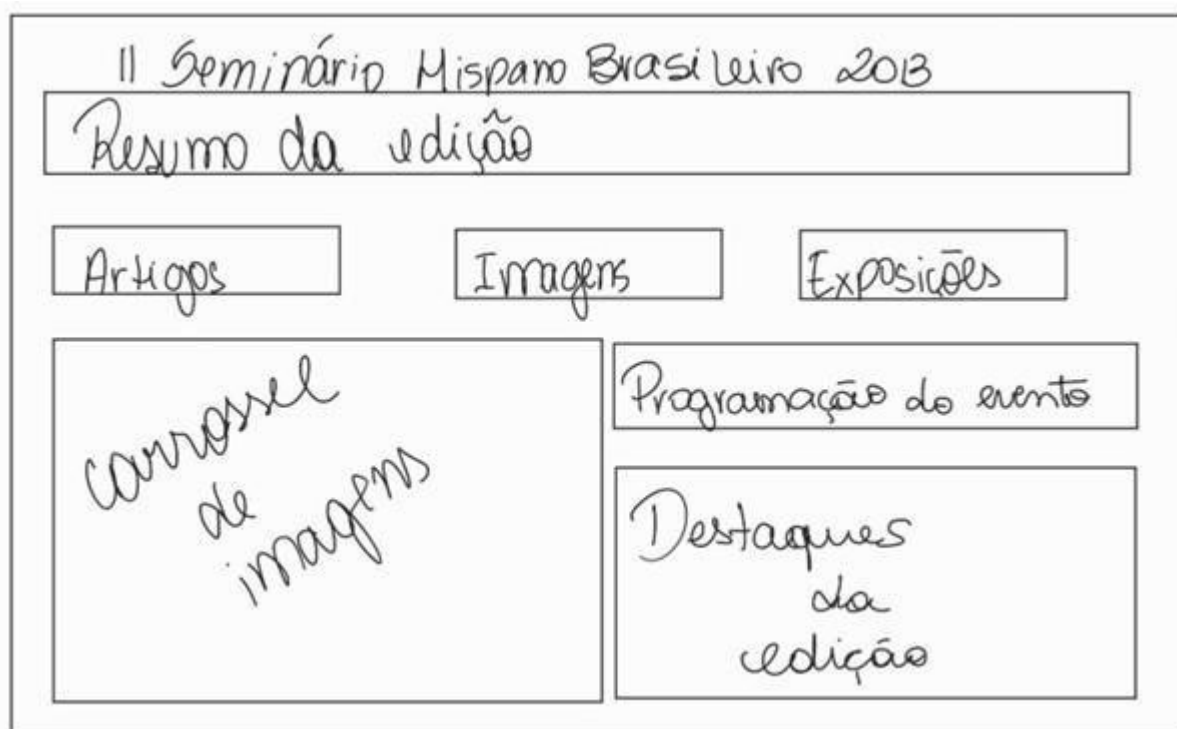 II Seminário Hispano Brasileiro 2013
Resumo da edição
Artigos
Imagens
Exposições
carrossel
de
imagens
Programação do evento
Destaques
da
edição